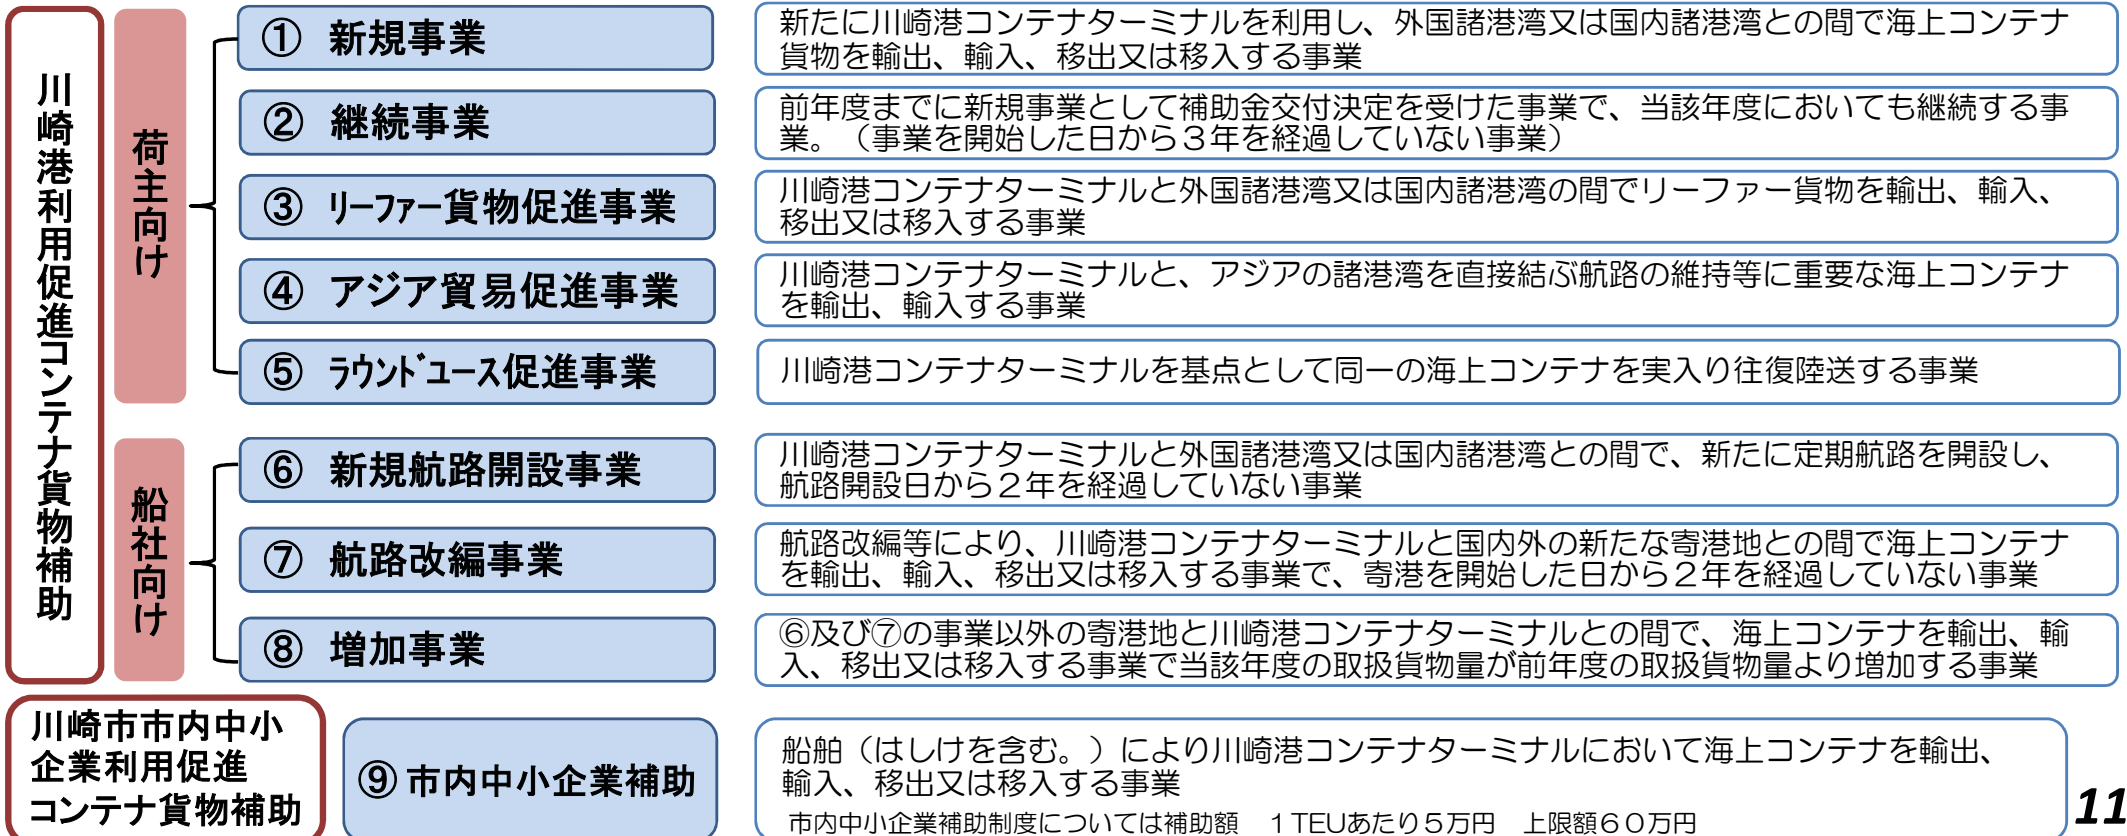 川崎港利用促進コンテナ貨物補助
荷主向け
① 新規事業
新たに川崎港コンテナターミナルを利用し、外国諸港湾又は国内諸港湾との間で海上コンテナ
貨物を輸出、輸入、移出又は移入する事業
② 継続事業
前年度までに新規事業として補助金交付決定を受けた事業で、当該年度においても継続する事
業。（事業を開始した日から３年を経過していない事業）
③ リーファー貨物促進事業
川崎港コンテナターミナルと外国諸港湾又は国内諸港湾の間でリーファー貨物を輸出、輸入、
移出又は移入する事業
④ アジア貿易促進事業
川崎港コンテナターミナルと、アジアの諸港湾を直接結ぶ航路の維持等に重要な海上コンテナ
を輸出、輸入する事業
⑤ ﾗｳﾝﾄﾞﾕｰｽ促進事業
川崎港コンテナターミナルを基点として同一の海上コンテナを実入り往復陸送する事業
船社向け
⑥ 新規航路開設事業
川崎港コンテナターミナルと外国諸港湾又は国内諸港湾との間で、新たに定期航路を開設し、
航路開設日から２年を経過していない事業
⑦ 航路改編事業
航路改編等により、川崎港コンテナターミナルと国内外の新たな寄港地との間で海上コンテナ
を輸出、輸入、移出又は移入する事業で、寄港を開始した日から２年を経過していない事業
⑧ 増加事業
⑥及び⑦の事業以外の寄港地と川崎港コンテナターミナルとの間で、海上コンテナを輸出、輸
入、移出又は移入する事業で当該年度の取扱貨物量が前年度の取扱貨物量より増加する事業
川崎市市内中小
企業利用促進
コンテナ貨物補助
⑨ 市内中小企業補助
船舶（はしけを含む。）により川崎港コンテナターミナルにおいて海上コンテナを輸出、
輸入、移出又は移入する事業
市内中小企業補助制度については補助額　１TEUあたり５万円　上限額６０万円
11